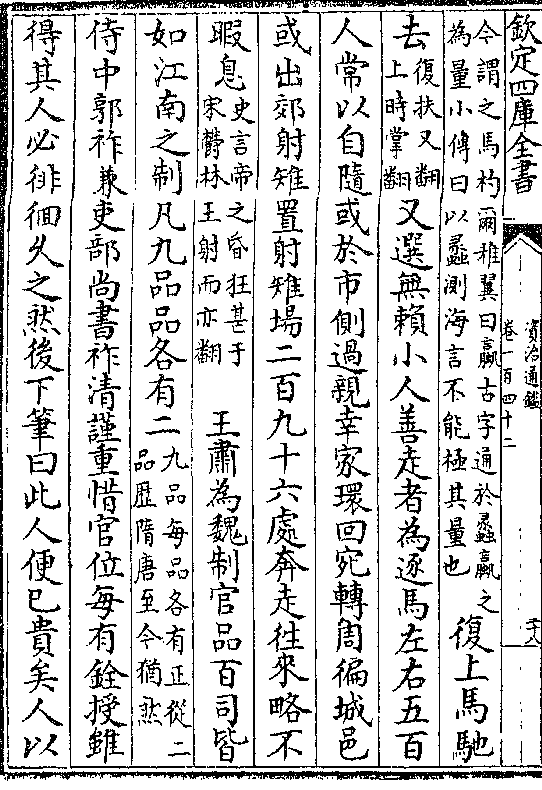 欽定四庫全書
資治通鑑
卷一百四十二
今謂之馬杓爾雅翼曰蠃古字通於蠡蠃之
為量小傳曰以蠡測海言不能極其量也
復上馬馳
去
復扶又翻
上時掌翻
又選無賴小人善走者為逐馬左右五百
人常以自隨或於市側過親幸家環回宛轉周徧城邑
或出郊射雉置射雉場二百九十六處奔走往來略不
暇息
史言帝之昏狂甚于
宋鬱林王射而亦翻
王肅為魏制官品百司皆
如江南之制凡九品品各有二
九品每品各有正從二
品歷隋唐至今猶然
侍中郭祚兼吏部尚書祚清謹重惜官位每有銓授雖
得其人必徘徊久之然後下筆曰此人便已貴矣人以